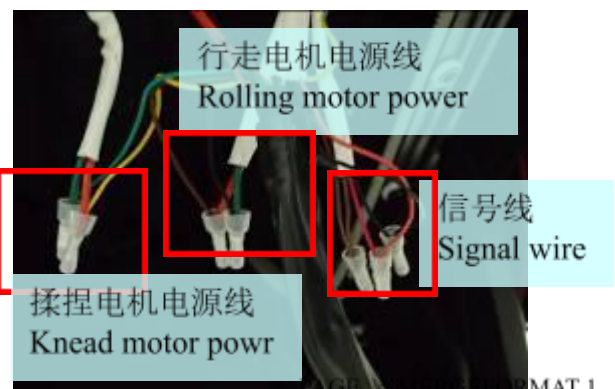 行走电机电源线
Rolling motor power
信号线
Signal wire
揉捏电机电源线
Knead motor powr